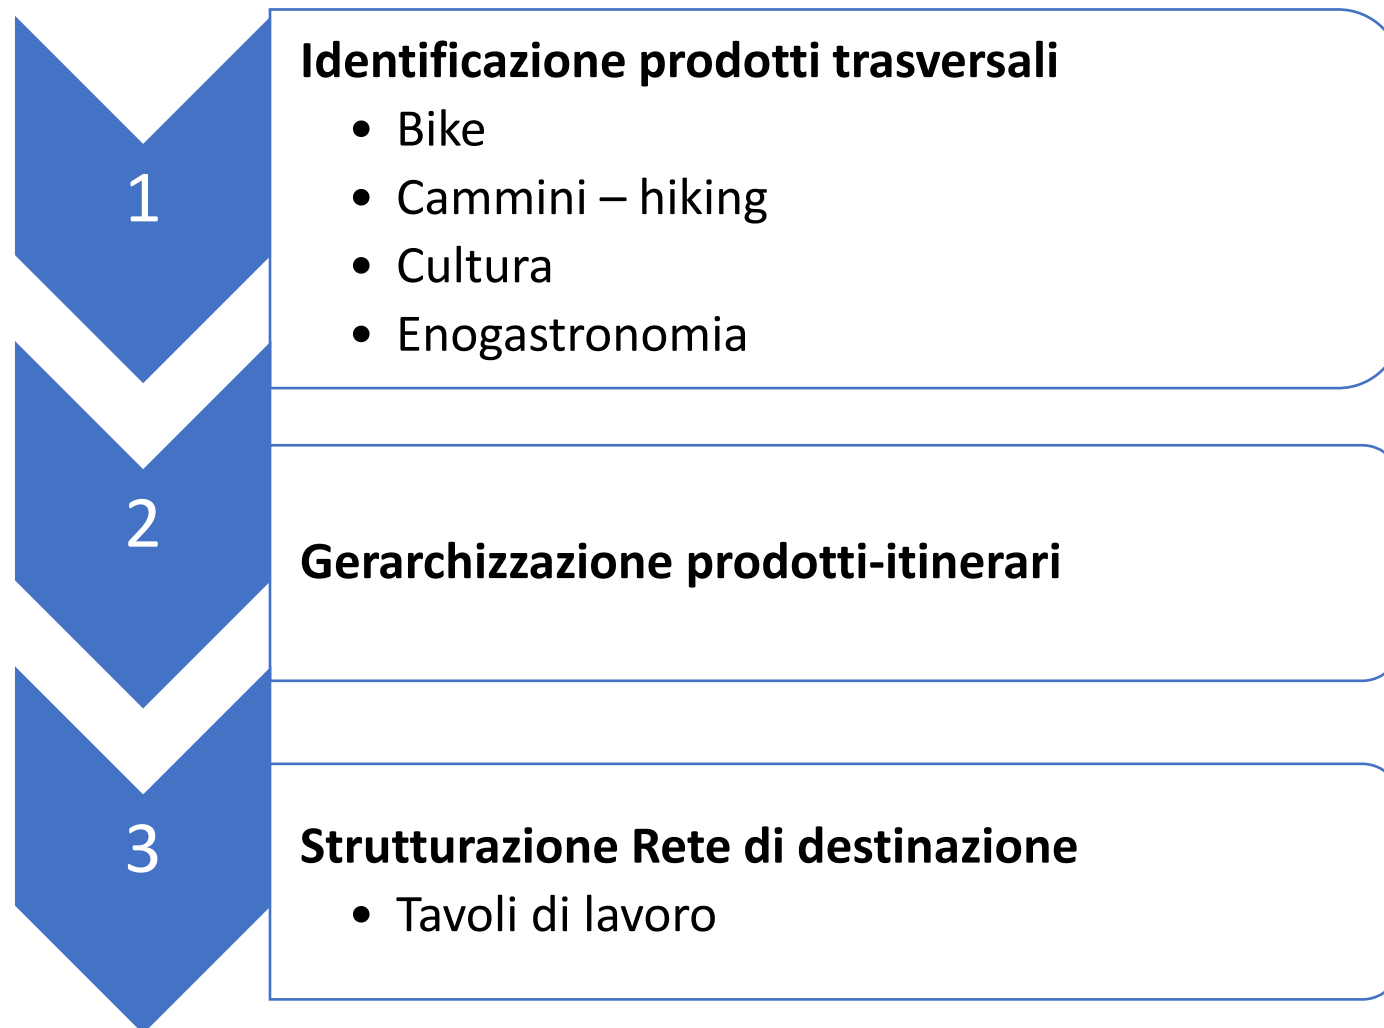 1
Identificazione prodotti trasversali
• Bike
• Cammini – hiking
• Cultura
• Enogastronomia
2
Gerarchizzazione prodotti-itinerari
3
Strutturazione Rete di destinazione
• Tavoli di lavoro